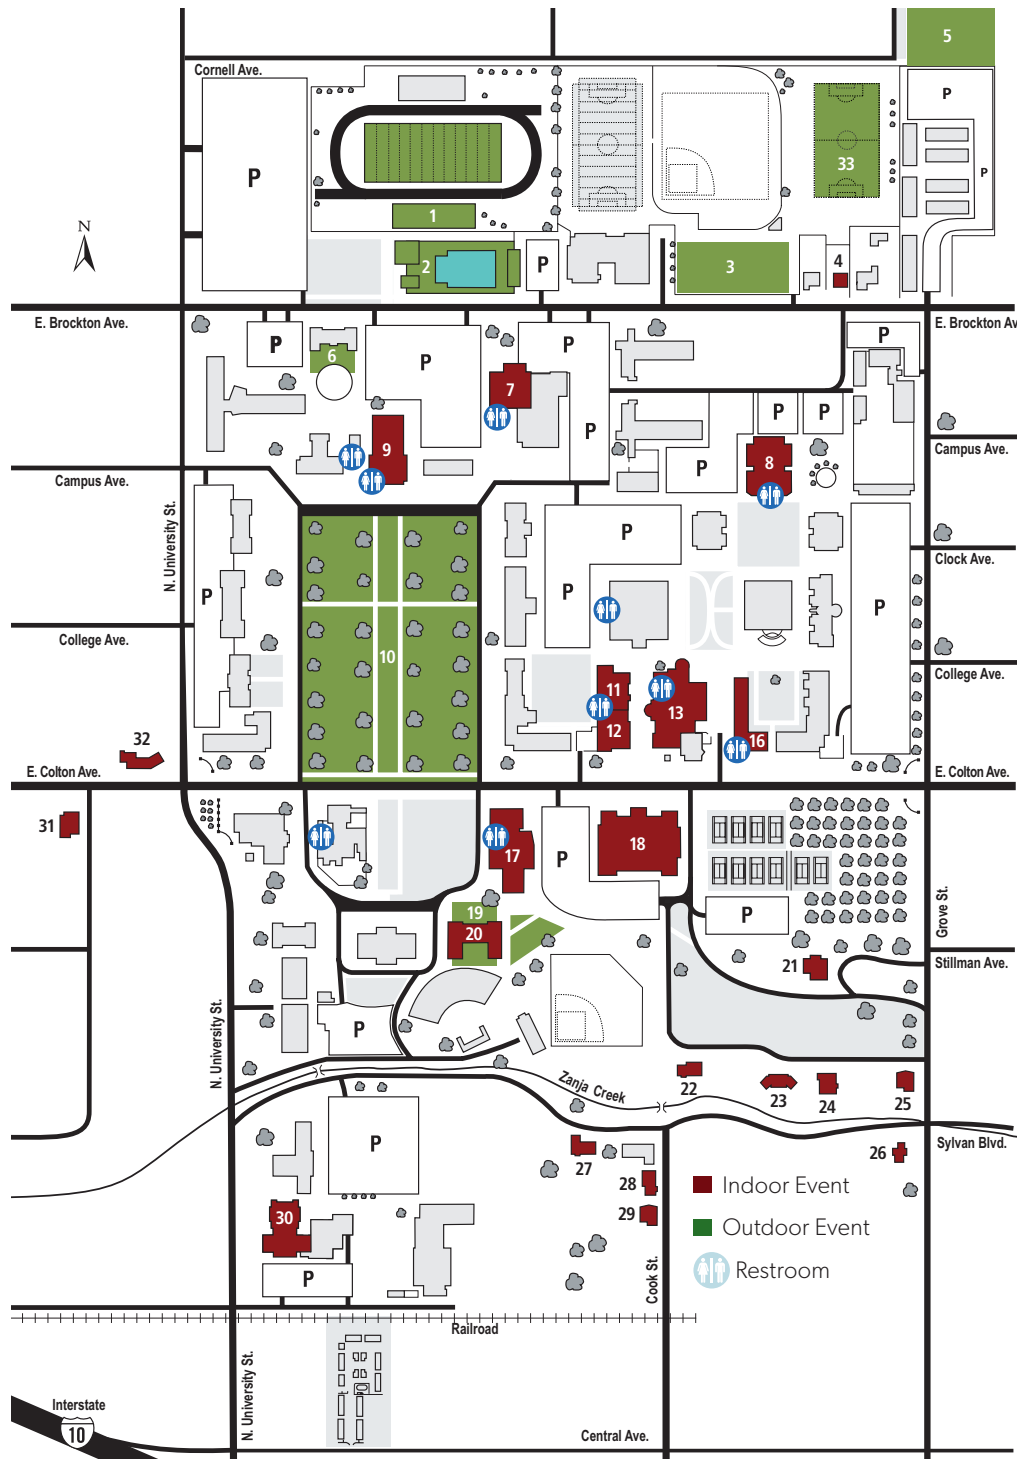 5
Cornell Ave.
P
P
P
33
1
N
2
P
3
4
E. Brockton Ave.
E. Brockton Av
P
6
P
P
P
7
P
P
P
9
P
8
Campus Ave.
Campus Ave.
N. University St.
P
P
P
P
P
Clock Ave.
College Ave.
10
College Ave.
11
12
13
16
32
E. Colton Ave.
E. Colton Ave.
31
17
P
18
19
20
P
Grove St.
21
Stillman Ave.
N. University St.
P
Zanja Creek
22
23
24
25
P
26
Sylvan Blvd.
27
28
29
30
Indoor Event
Outdoor Event
Restroom
P
Cook St.
Railroad
N. University St.
Interstate
10
Central Ave.